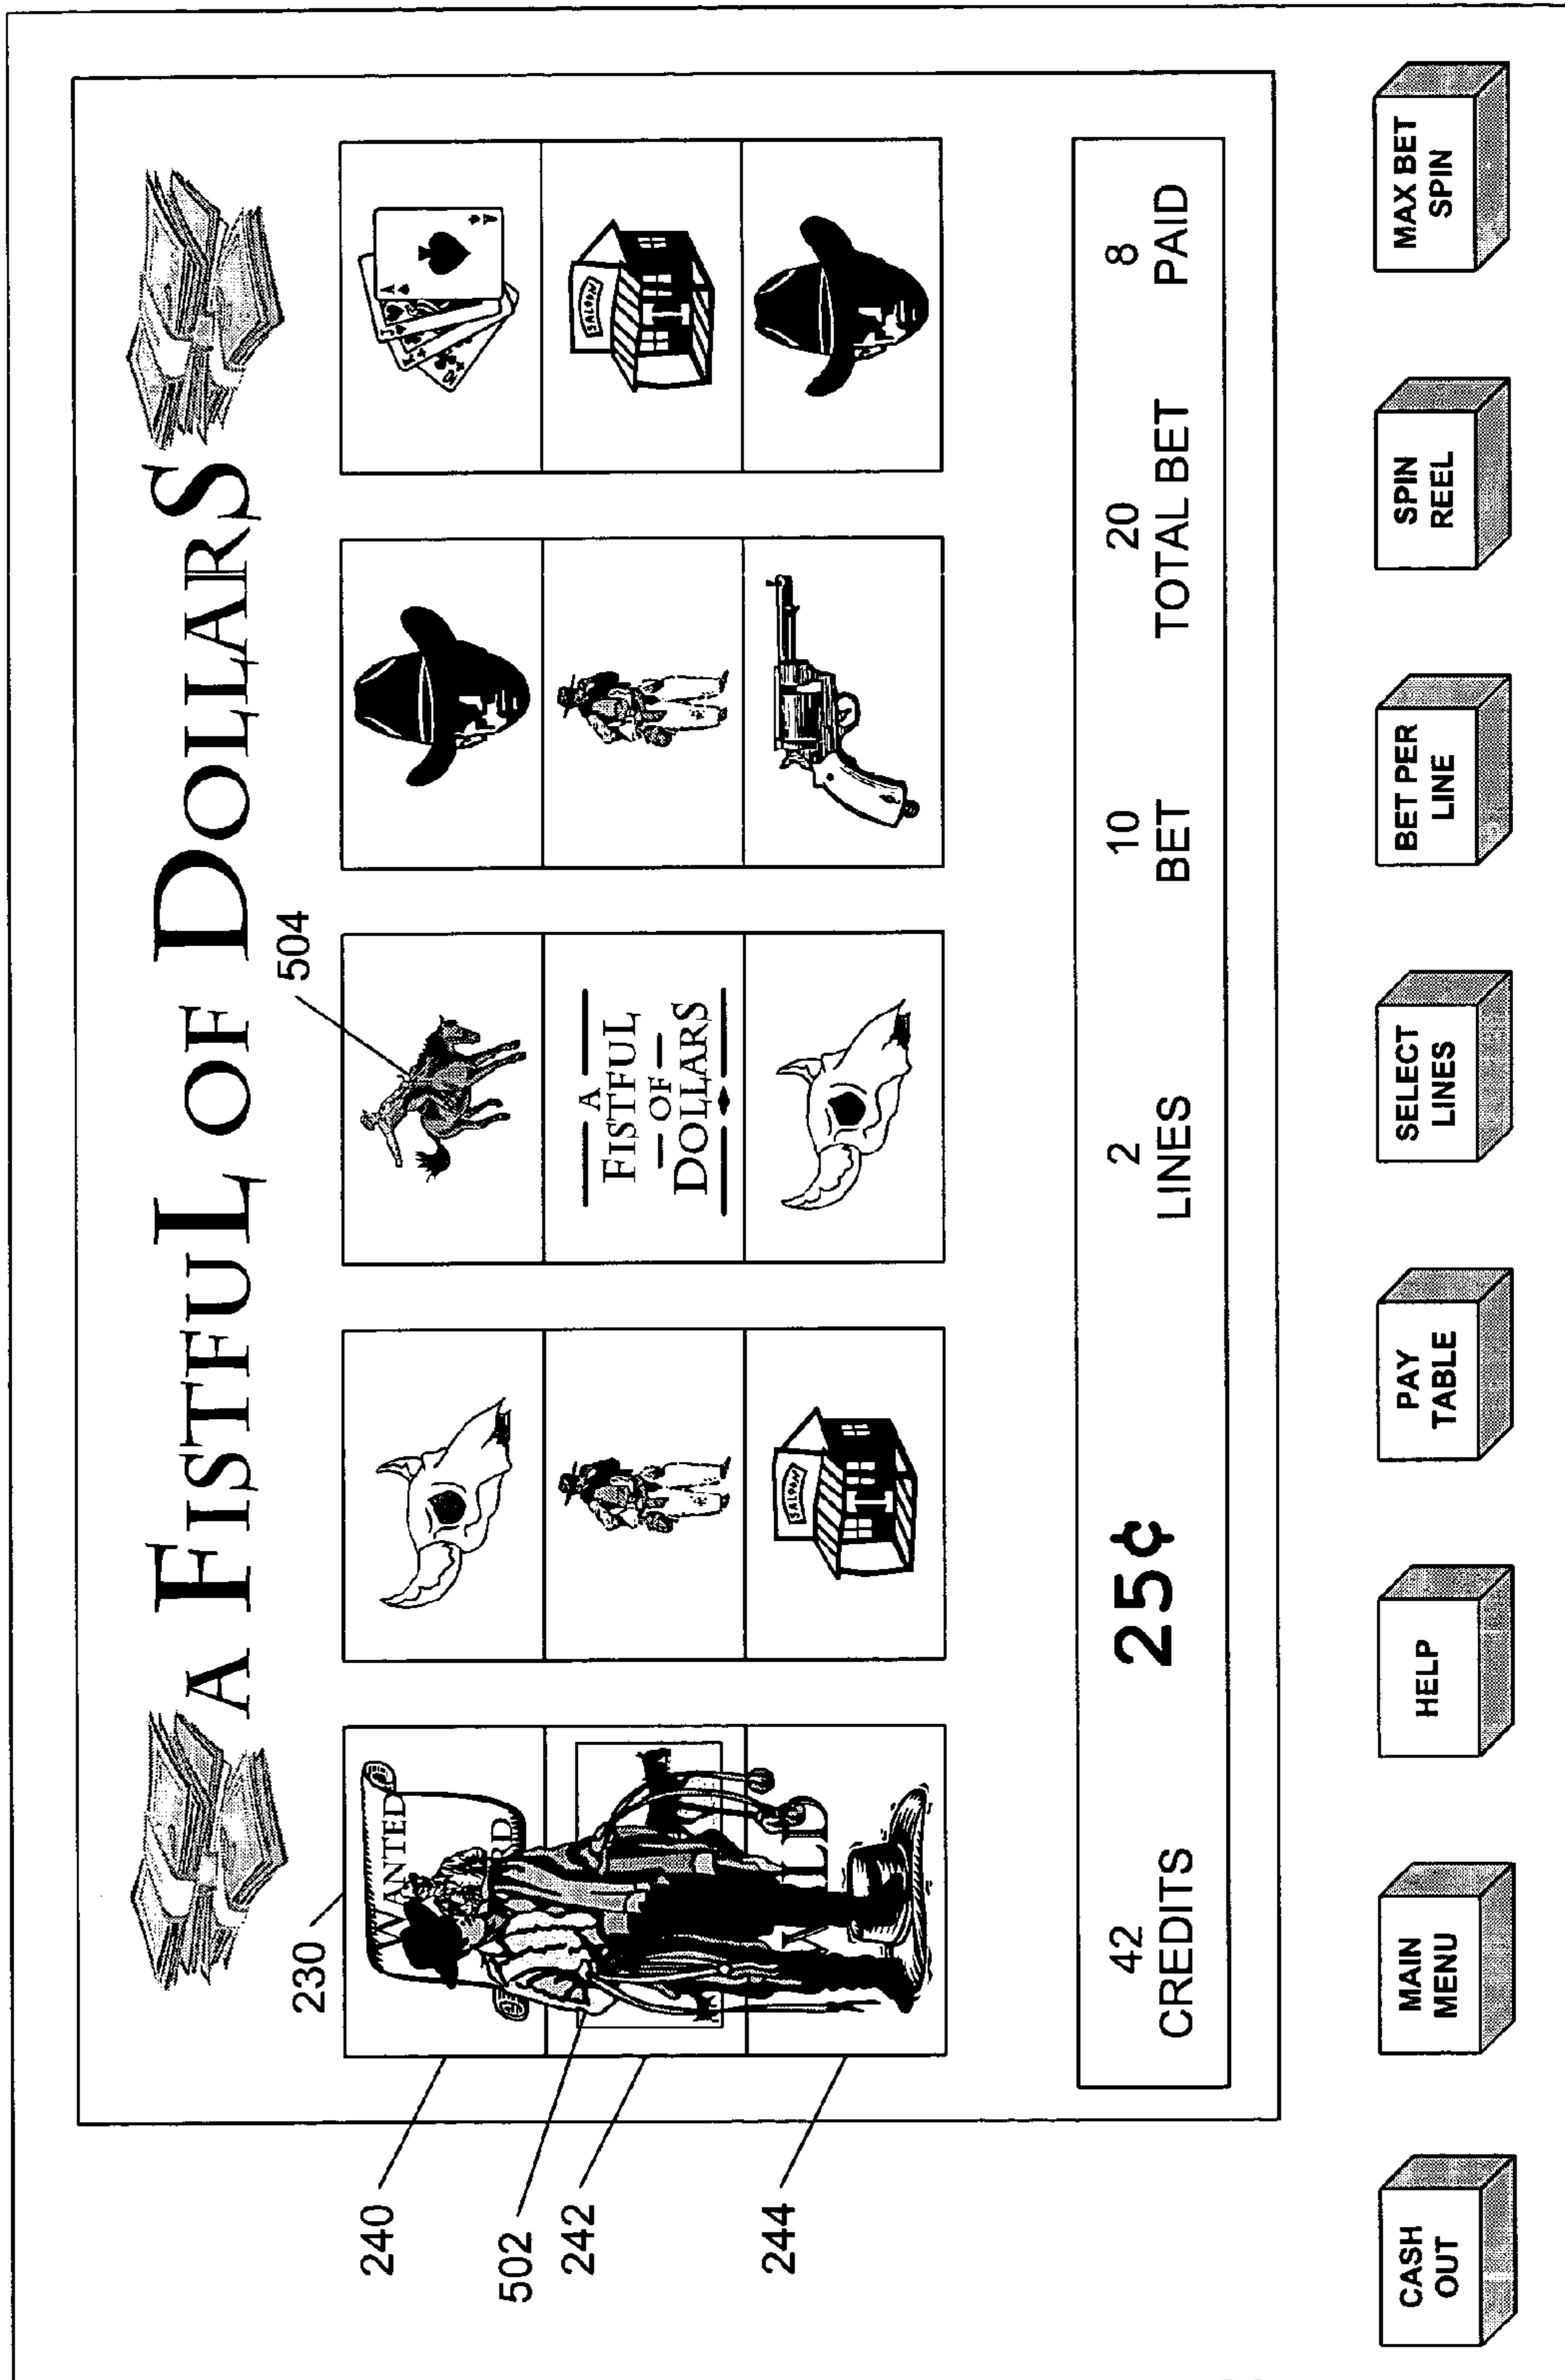 A FISTFUL OF DOLLARS
504
230
240
502
242
244
WANTED
A
FISTFUL
OF
DOLLARS
SALOON
SALOON
A
A
42
CREDITS
25¢
2
LINES
10
BET
20
TOTAL BET
8
PAID
CASH
OUT
MAIN
MENU
HELP
PAY
TABLE
SELECT
LINES
BET PER
LINE
SPIN
REEL
MAX BET
SPIN